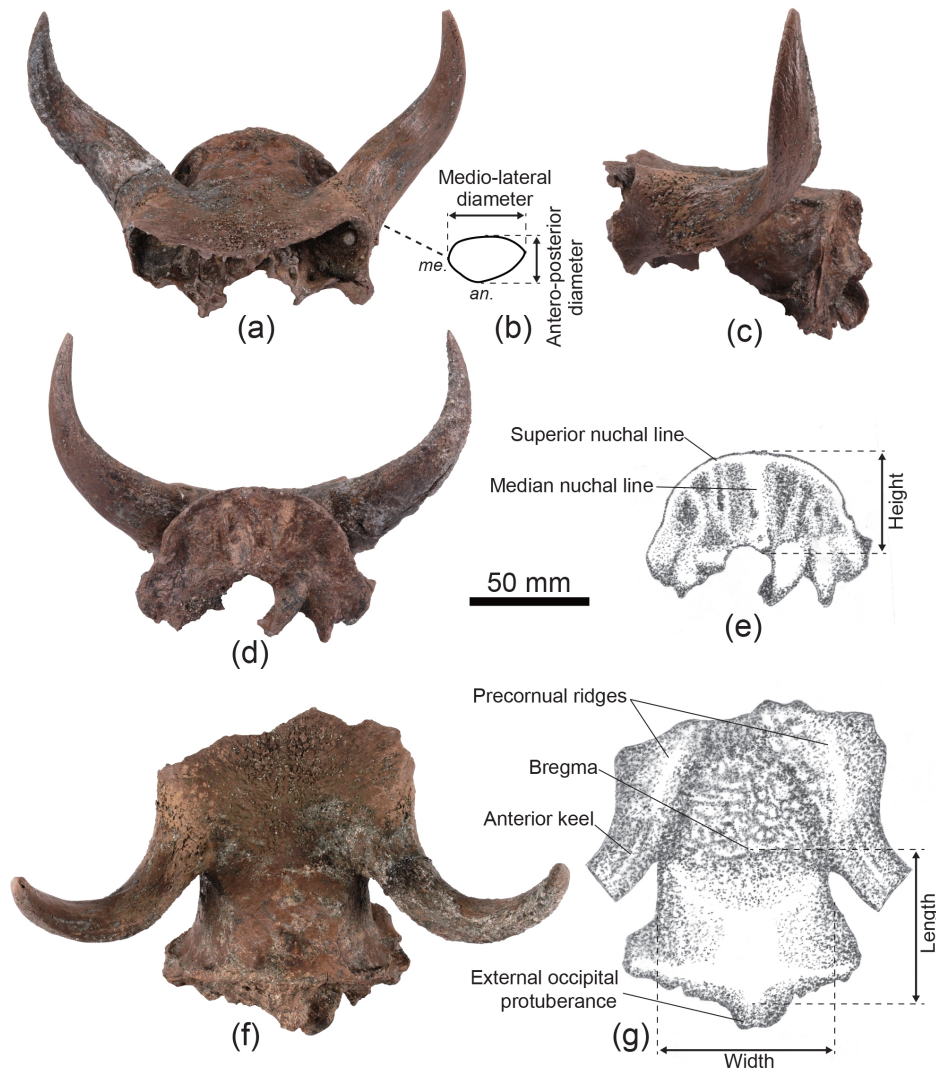 Medio-lateral
diameter
me.
an.
Antero-posterior
diameter
(a)
(b)
(c)
Superior nuchal line
Median nuchal line
Height
50 mm
(d)
(e)
Precornual ridges
Bregma
Anterior keel
Length
External occipital
protuberance
(f)
(g)
Width